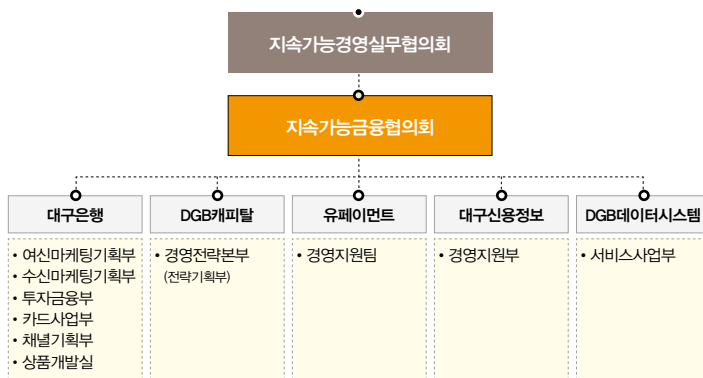 지속가능경영실무협의회
지속가능금융협의회
대구은행
• 여신마케팅기획부
• 수신마케팅기획부
• 투자금융부
• 카드사업부
• 채널기획부
• 상품개발실
DGB캐피탈
• 경영전략본부
(전략기획부)
유페이먼트
• 경영지원팀
대구신용정보
• 경영지원부
DGB데이터시스템
• 서비스사업부